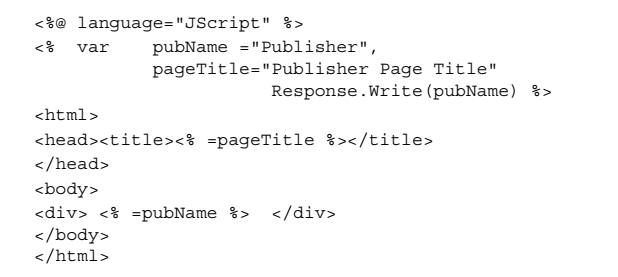 <%@ language="JScript" %>
<%  var    pubName ="Publisher",
           pageTitle="Publisher Page Title"
                      Response.Write(pubName) %>
<html>
<head><title><% =pageTitle %></title>
</head>
<body>
<div> <% =pubName %>  </div>
</body>
</html>